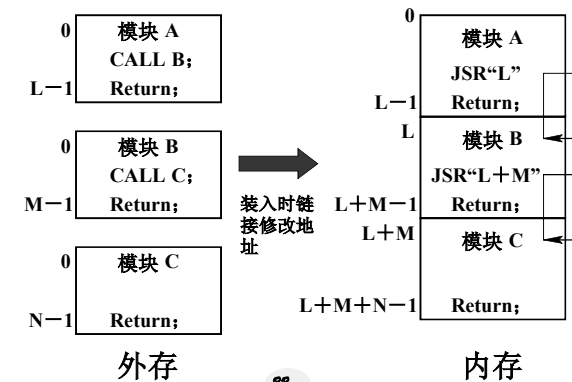 0
模块 A
CALL B；
L－1
Return；
0
模块 B
CALL C；
M－1
Return；
0
模块 C
N－1
Return；
外存
装入时链
接修改地
址
0
模块 A
JSR“L”
L－1
Return；
L
模块 B
JSR“L＋M”
L＋M－1
Return；
L＋M
模块 C
L＋M＋N－1
Return；
内存